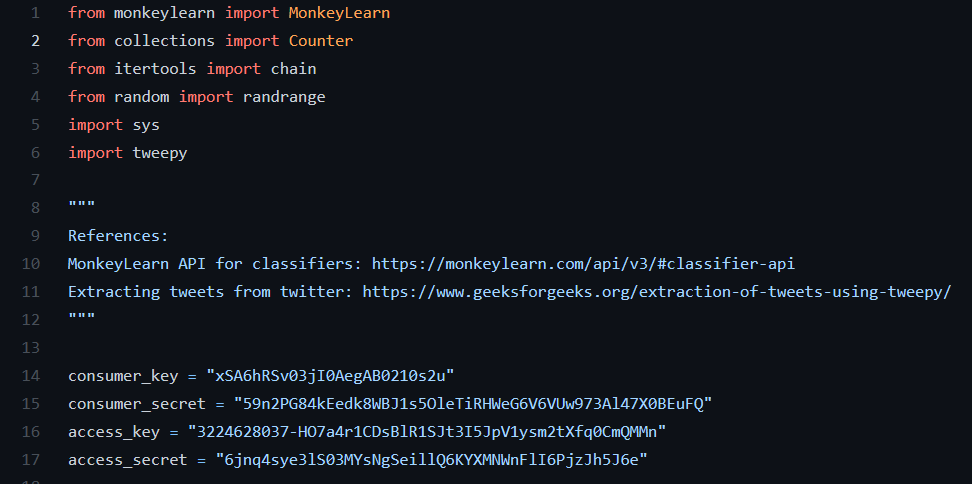 1 from monkeylearn import MonkeyLearn
2 from collections import Counter
3 from itertools import chain
4 from random import randrange
5 import sys
6 import tweepy
7
8 """
9 References:
10 MonkeyLearn API for classifiers: https://monkeylearn.com/api/v3/#classifier-api
11 Extracting tweets from twitter: https://www.geeksforgeeks.org/extraction-of-tweets-using-tweepy/
12 """
13
14 consumer_key = "xSA6hRSv03jI0AegAB0210s2u"
15 consumer_secret = "59n2PG84kEedk8WBJ1s5OleTiRHWeG6V6VUw973Al47X0BEuFQ"
16 access_key = "3224628037-HO7a4r1CDsBlR1SJt3I5JpV1ysm2tXfq0CmQMMn"
17 access_secret = "6jnq4sye3lS03MYsNgSeillQ6KYXMNWnFlI6PjzJh5J6e"